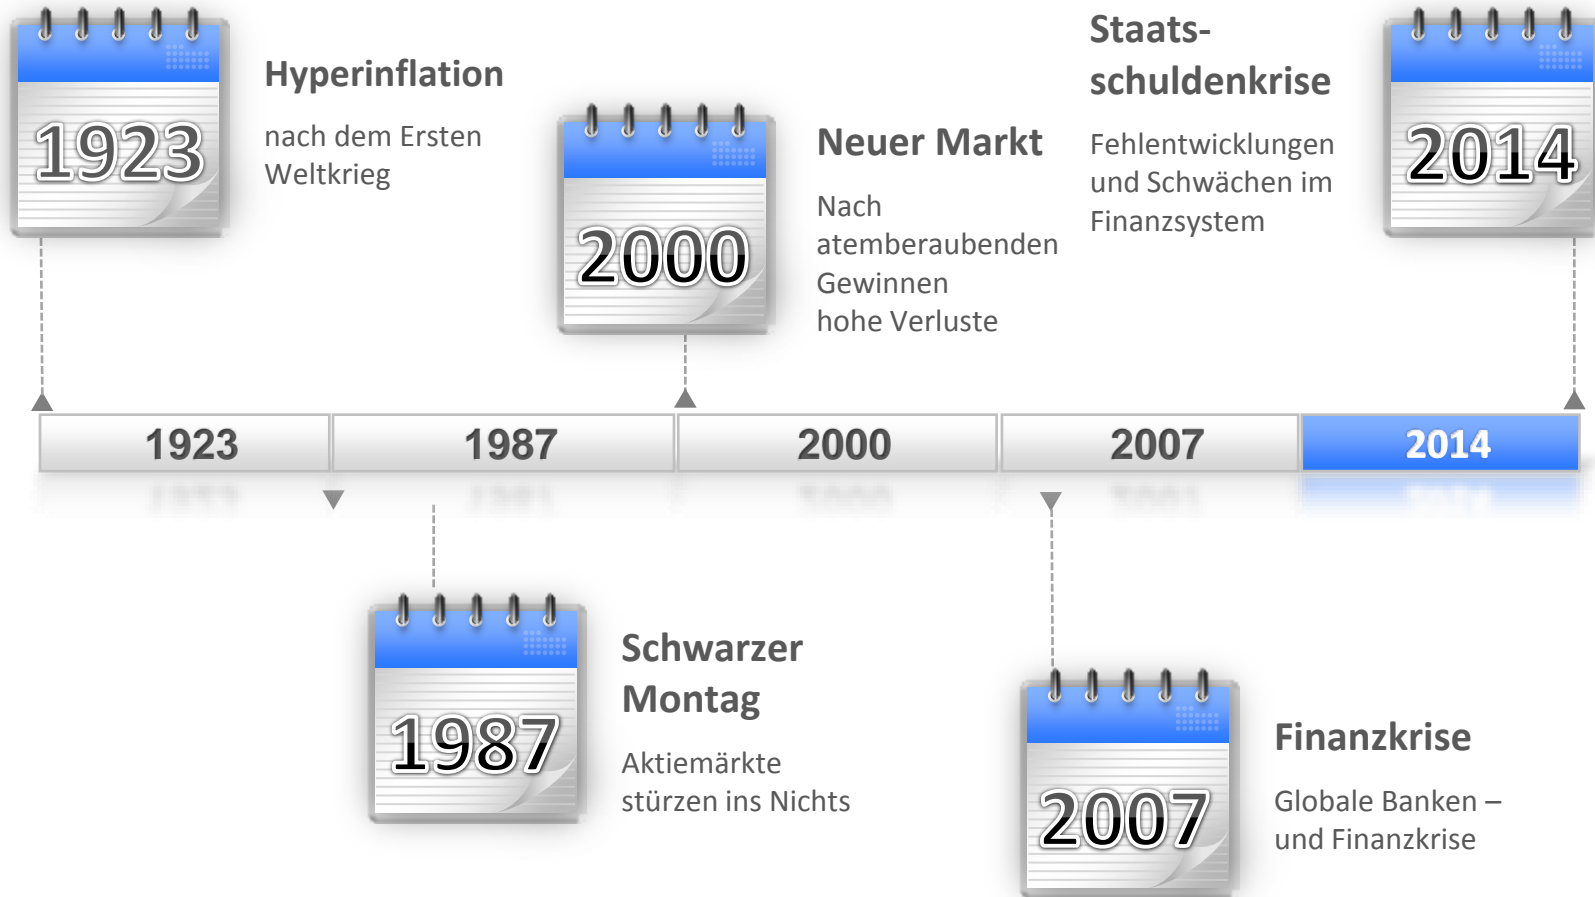 1923
Hyperinflation
nach dem Ersten
Weltkrieg
2000
Neuer Markt
Nach
atemberaubenden
Gewinnen
hohe Verluste
Staats-
schuldenkrise
Fehlentwicklungen
und Schwächen im
Finanzsystem
2014
1923
1987
2000
2007
2014
1987
Schwarzer
Montag
Aktiemärkte
stürzen ins Nichts
2007
Finanzkrise
Globale Banken –
und Finanzkrise